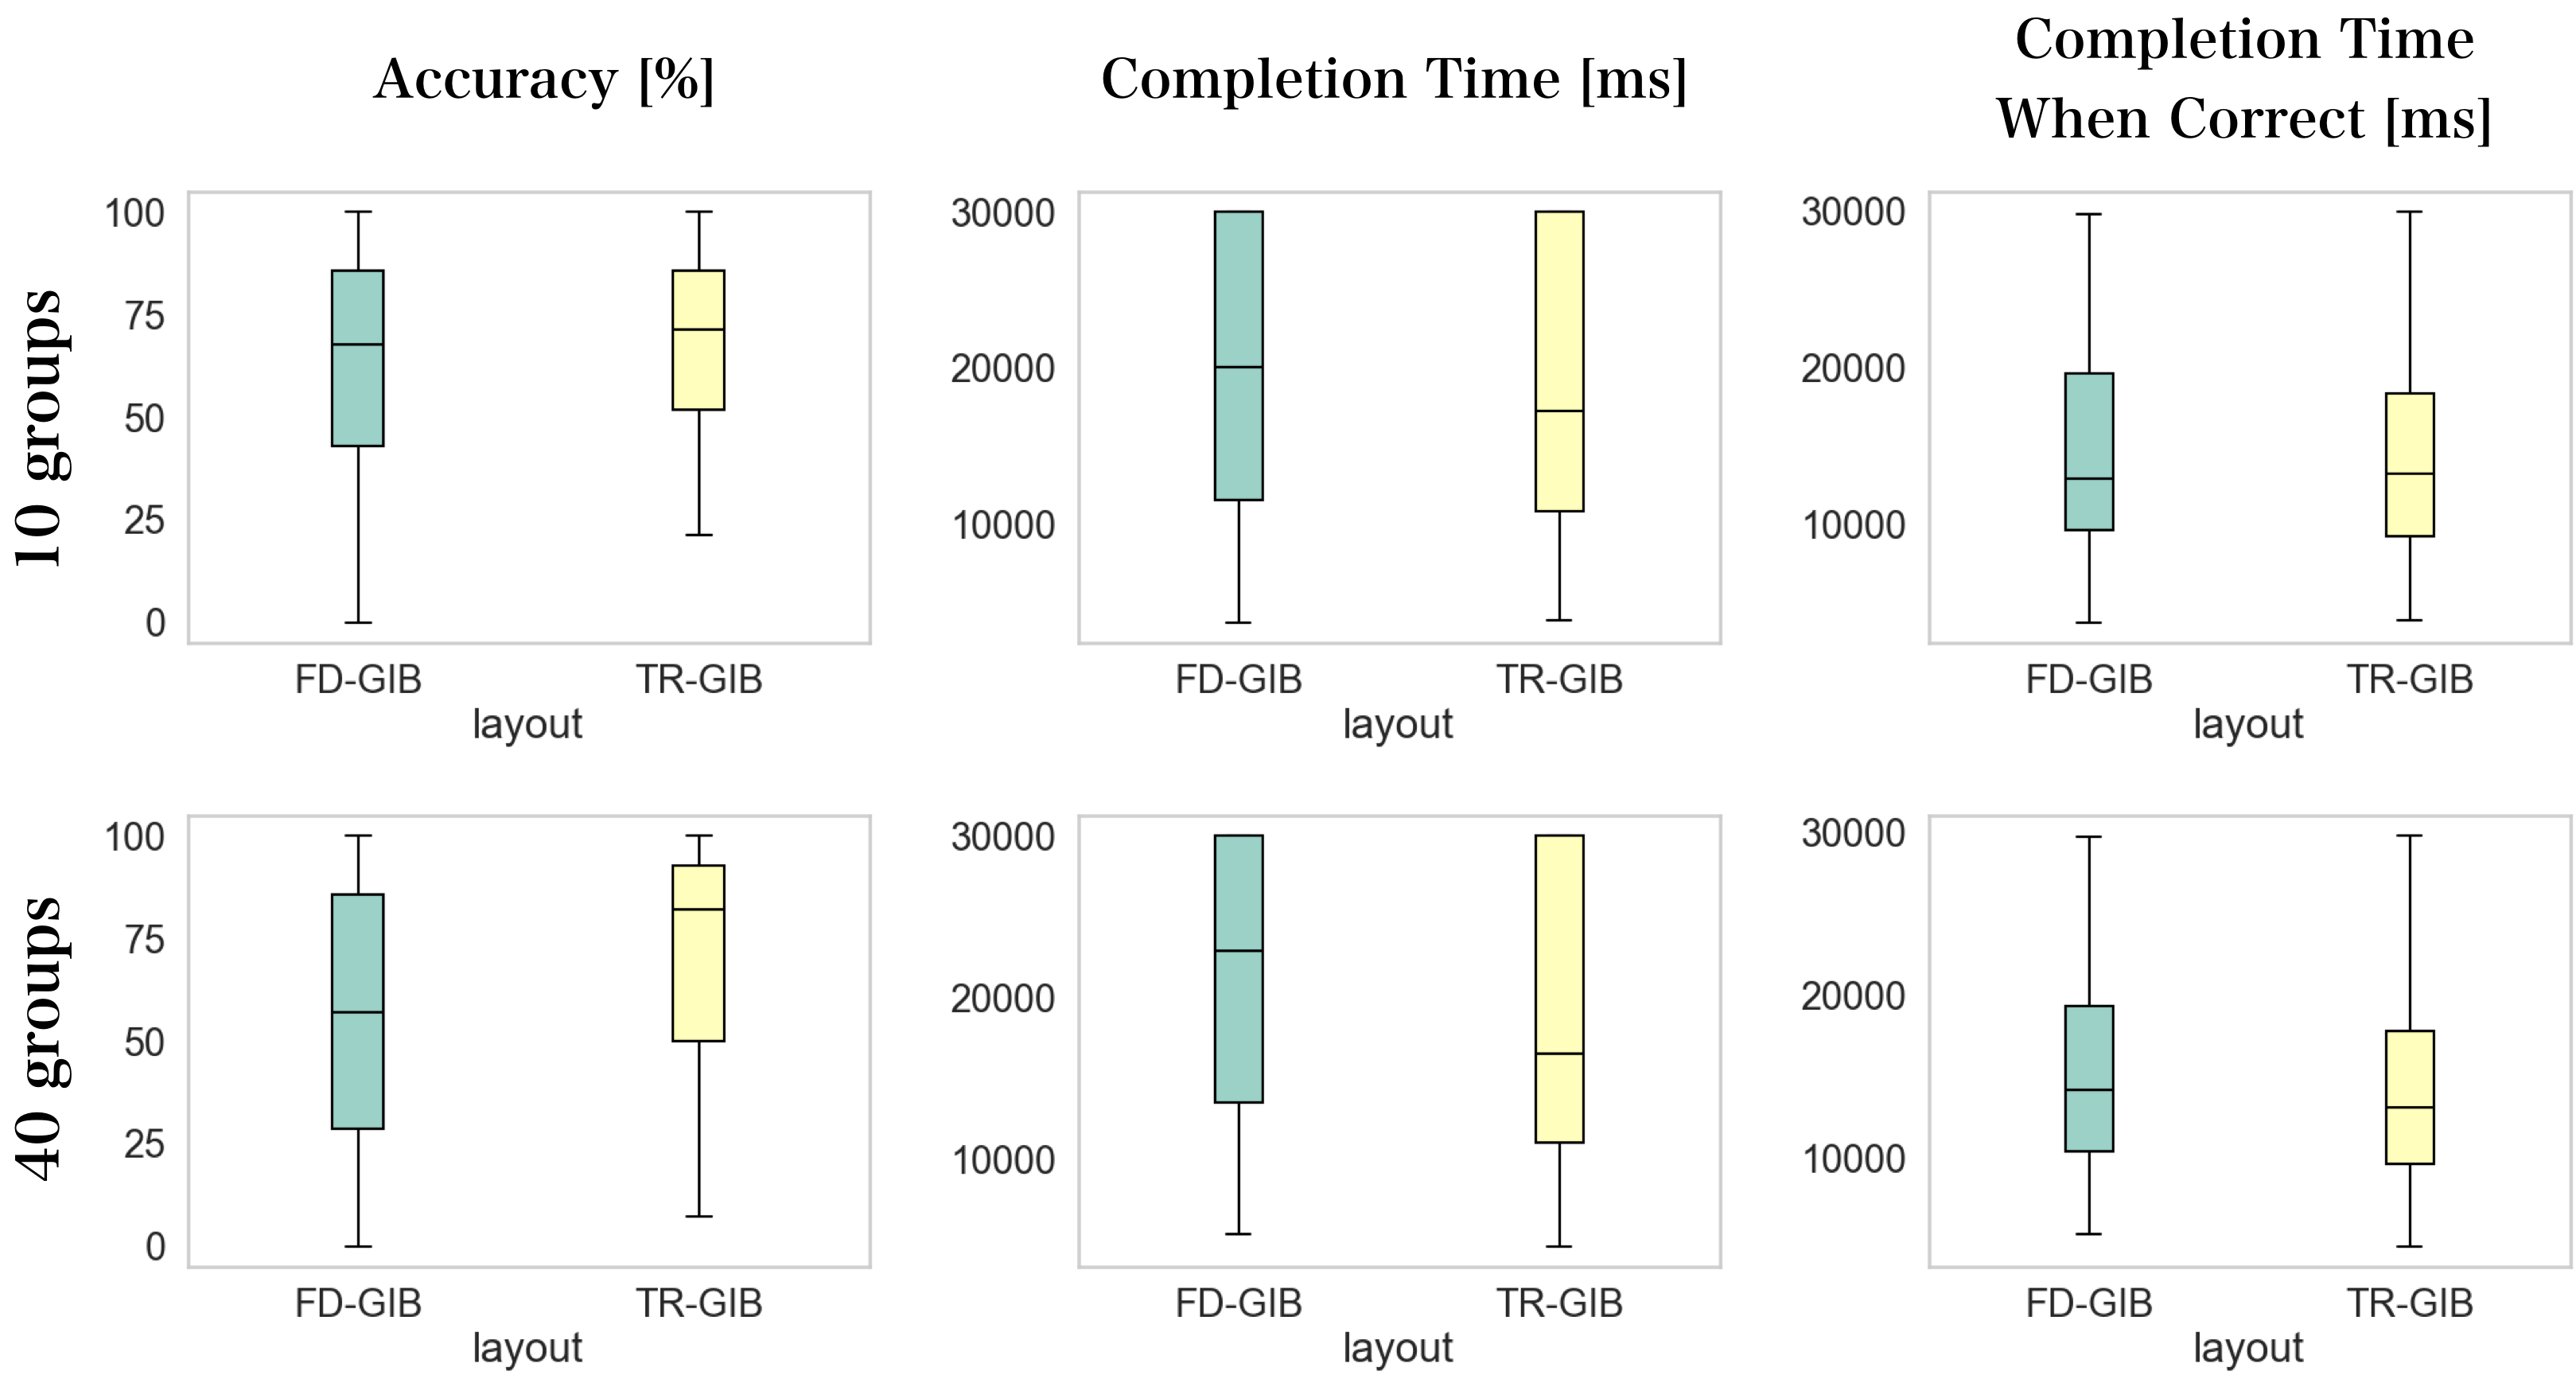 Accuracy [%]
Completion Time [ms]
Completion Time
When Correct [ms]
10 groups
100
75
50
25
0
FD-GIB TR-GIB
layout
30000
20000
10000
FD-GIB TR-GIB
layout
30000
20000
10000
FD-GIB TR-GIB
layout
40 groups
100
75
50
25
0
FD-GIB TR-GIB
layout
30000
20000
10000
FD-GIB TR-GIB
layout
30000
20000
10000
FD-GIB TR-GIB
layout